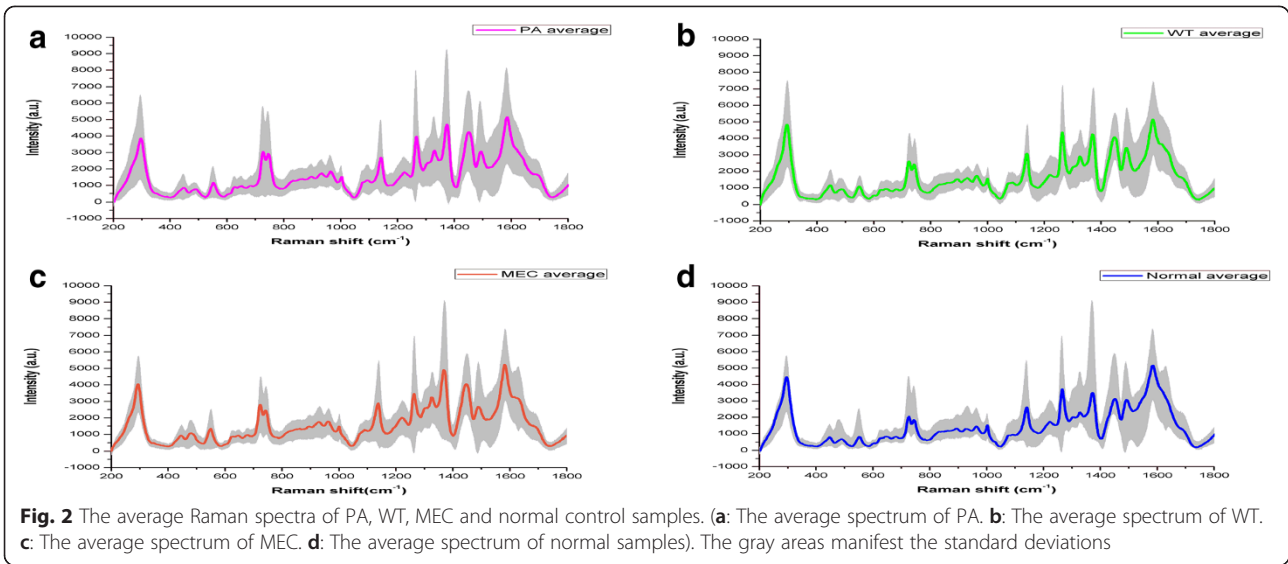 a
PA average
10000
9000
8000
7000
6000
5000
4000
3000
2000
1000
0
-1000
Intensity (a.u.)
200 400 600 800 1000 1200 1400 1600 1800
Raman shift (cm⁻¹)
b
WT average
10000
9000
8000
7000
6000
5000
4000
3000
2000
1000
0
-1000
Intensity (a.u.)
200 400 600 800 1000 1200 1400 1600 1800
Raman shift (cm⁻¹)
c
MEC average
10000
9000
8000
7000
6000
5000
4000
3000
2000
1000
0
-1000
Intensity (a.u.)
200 400 600 800 1000 1200 1400 1600 1800
Raman shift(cm⁻¹)
d
Normal average
10000
9000
8000
7000
6000
5000
4000
3000
2000
1000
0
-1000
Intensity (a.u.)
200 400 600 800 1000 1200 1400 1600 1800
Raman shift (cm⁻¹)
Fig. 2 The average Raman spectra of PA, WT, MEC and normal control samples. (a: The average spectrum of PA. b: The average spectrum of WT.
c: The average spectrum of MEC. d: The average spectrum of normal samples). The gray areas manifest the standard deviations